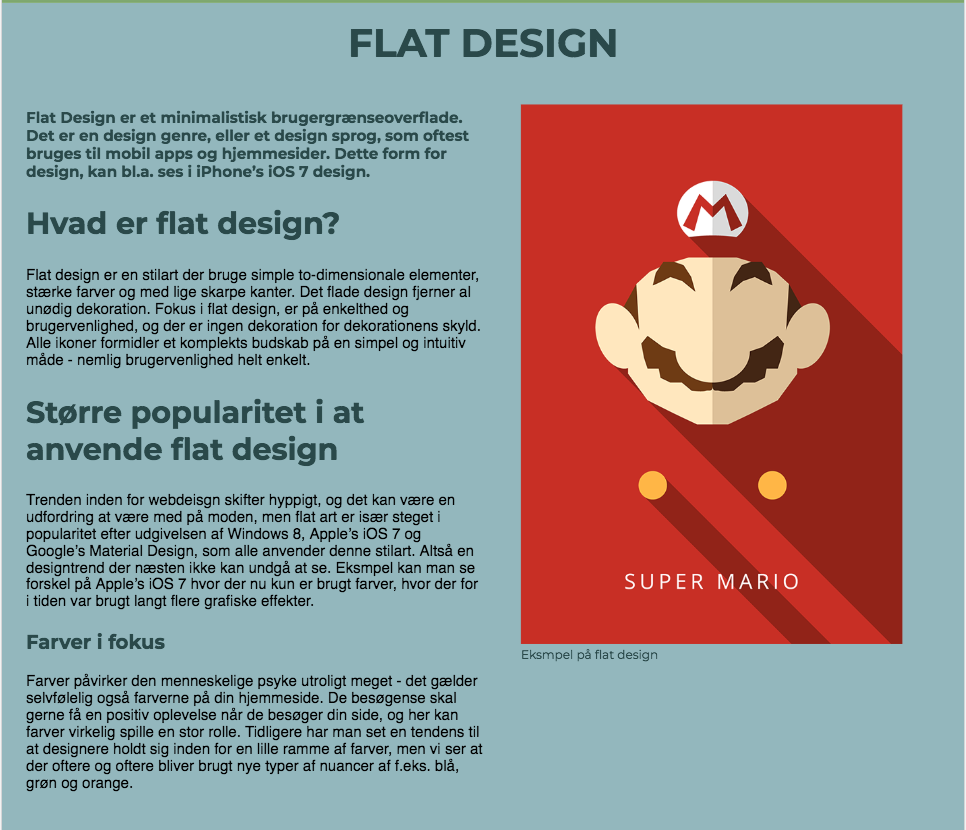 FLAT DESIGN
Flat Design er et minimalistisk brugergrænseoverflade.
Det er en design genre, eller et design sprog, som oftest
bruges til mobil apps og hjemmesider. Dette form for
design, kan bl.a. ses i iPhone’s iOS 7 design.
Hvad er flat design?
Flat design er en stilart der bruge simple to-dimensionale elementer,
stærke farver og med lige skarpe kanter. Det flade design fjerner al
unødig dekoration. Fokus i flat design, er på enkelthed og
brugervenlighed, og der er ingen dekoration for dekorationens skyld.
Alle ikoner formidler et komplekts budskab på en simpel og intuitiv
måde - nemlig brugervenlighed helt enkelt.
Større popularitet i at
anvende flat design
Trenden inden for webdeisgn skifter hyppigt, og det kan være en
udfordring at være med på moden, men flat art er især steget i
popularitet efter udgivelsen af Windows 8, Apple’s iOS 7 og
Google’s Material Design, som alle anvender denne stilart. Altså en
designtrend der næsten ikke kan undgå at se. Eksmpel kan man se
forskel på Apple’s iOS 7 hvor der nu kun er brugt farver, hvor der for
i tiden var brugt langt flere grafiske effekter.
Farver i fokus
Farver påvirker den menneskelige psyke utroligt meget - det gælder
selvfølelig også farverne på din hjemmeside. De besøgense skal
gerne få en positiv oplevelse når de besøger din side, og her kan
farver virkelig spille en stor rolle. Tidligere har man set en tendens til
at designere holdt sig inden for en lille ramme af farver, men vi ser at
der oftere og oftere bliver brugt nye typer af nuancer af f.eks. blå,
grøn og orange.
M
SUPER MARIO
Eksmpel på flat design